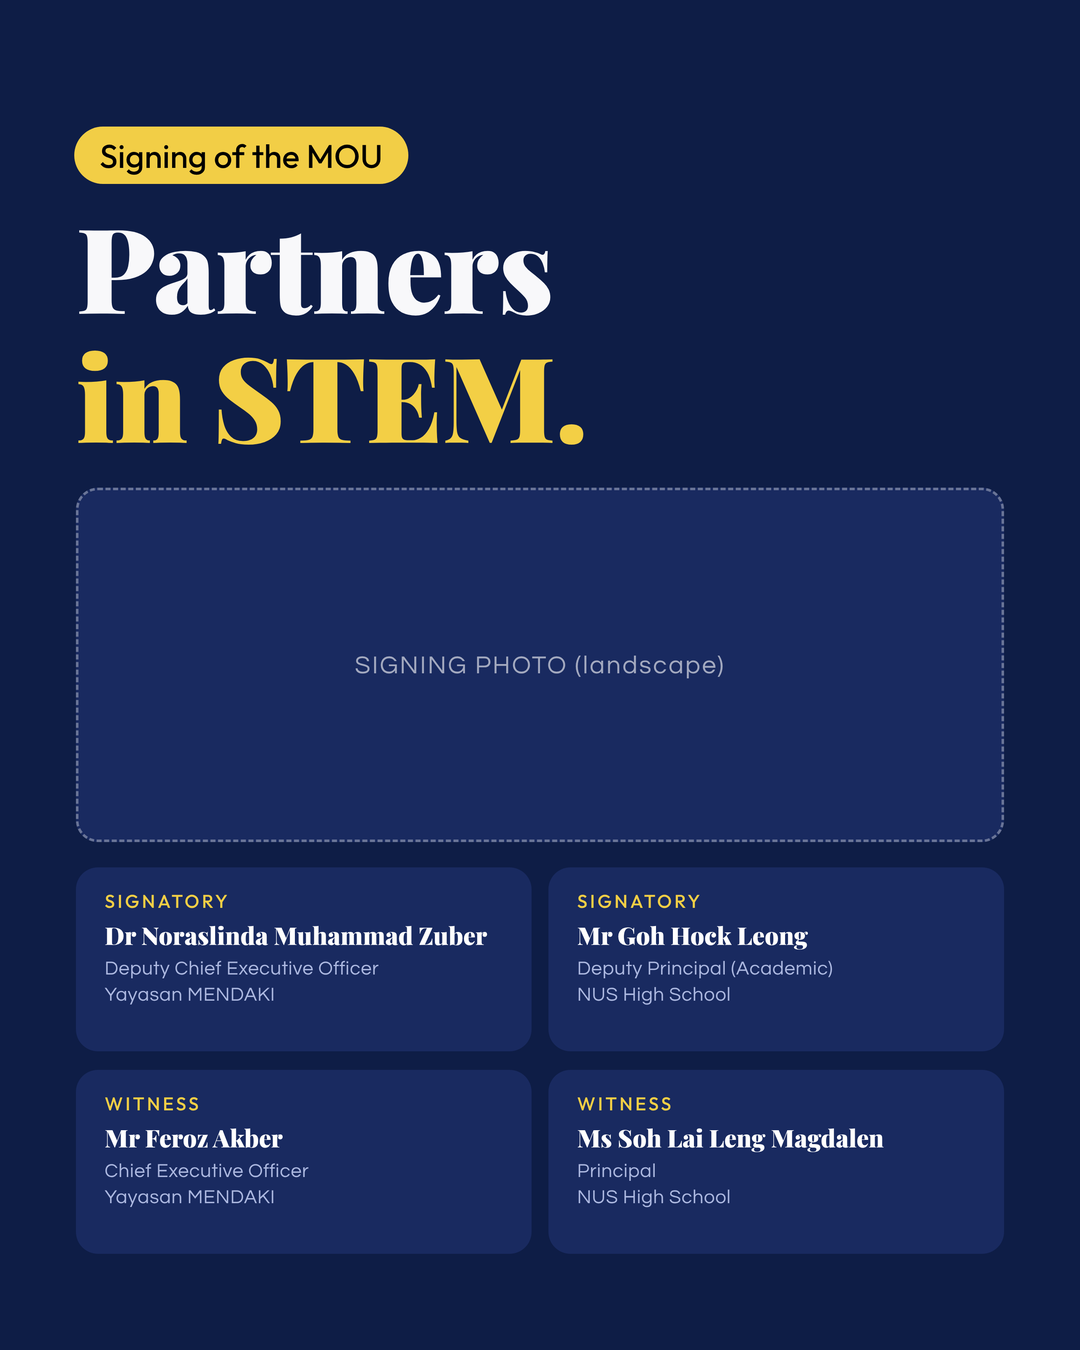 Signing of the MOU
Partners
in STEM.
SIGNING PHOTO (landscape)
SIGNATORY
Dr Noraslinda Muhammad Zuber
Deputy Chief Executive Officer
Yayasan MENDAKI
SIGNATORY
Mr Goh Hock Leong
Deputy Principal (Academic)
NUS High School
WITNESS
Mr Feroz Akber
Chief Executive Officer
Yayasan MENDAKI
WITNESS
Ms Soh Lai Leng Magdalen
Principal
NUS High School